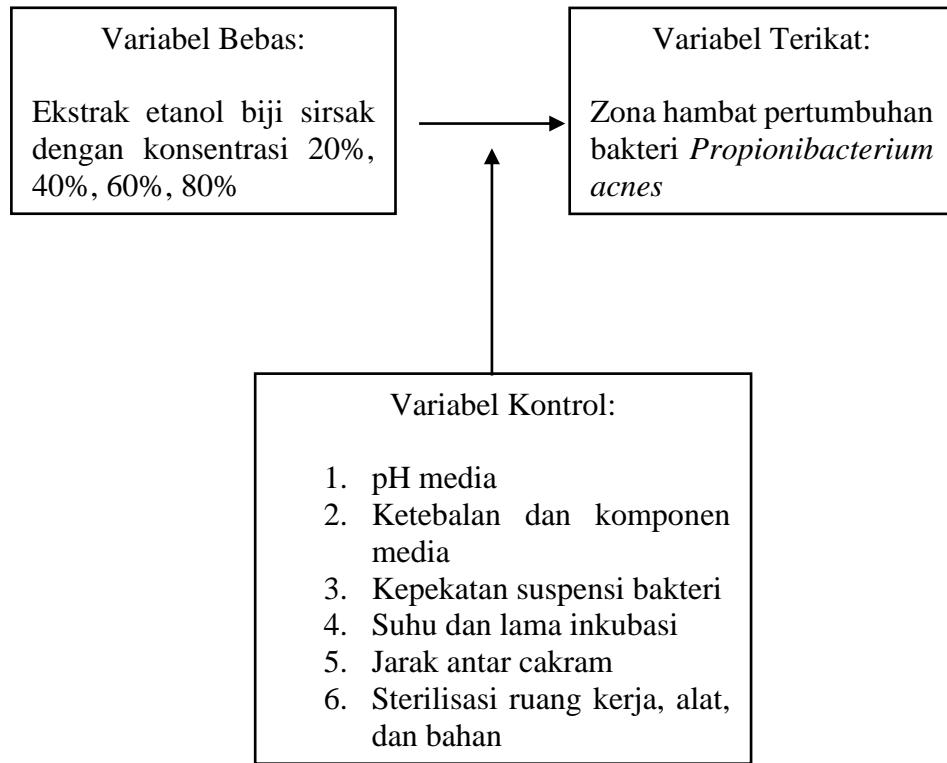 Variabel Bebas:
Ekstrak etanol biji sirsak
dengan konsentrasi 20%,
40%, 60%, 80%
Variabel Terikat:
Zona hambat pertumbuhan
bakteri Propionibacterium
acnes
Variabel Kontrol:
1. pH media
2. Ketebalan dan komponen
media
3. Kepekatan suspensi bakteri
4. Suhu dan lama inkubasi
5. Jarak antar cakram
6. Sterilisasi ruang kerja, alat,
dan bahan